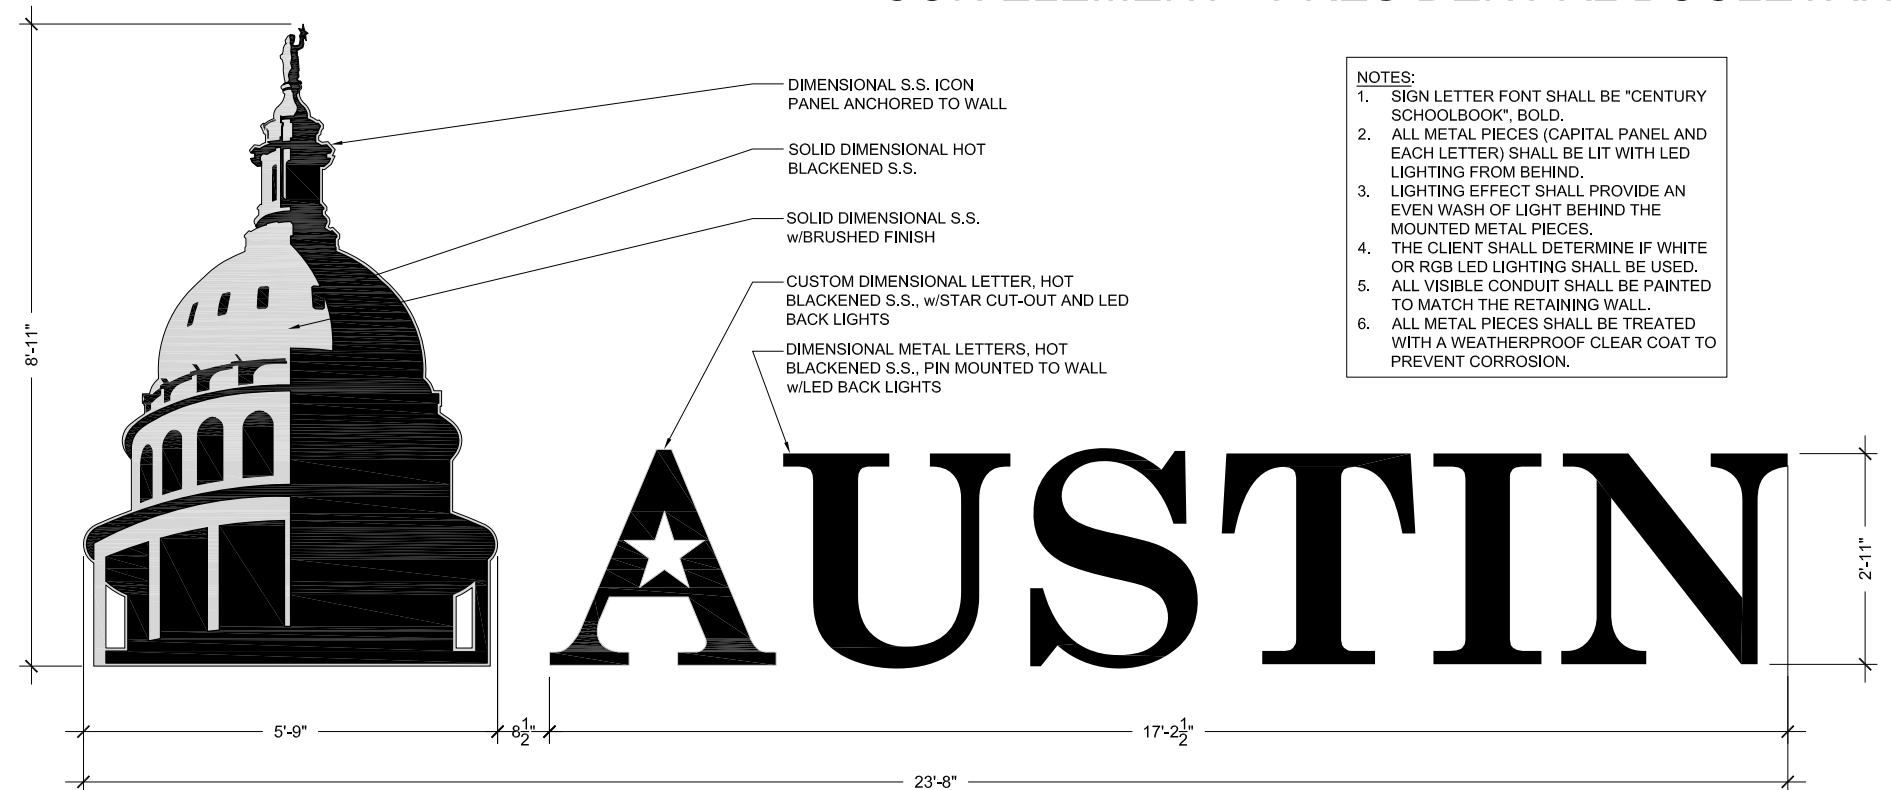 DIMENSIONAL S.S. ICON
PANEL ANCHORED TO WALL
SOLID DIMENSIONAL HOT
BLACKENED S.S.
SOLID DIMENSIONAL S.S.
w/BRUSHED FINISH
CUSTOM DIMENSIONAL LETTER, HOT
BLACKENED S.S., w/STAR CUT-OUT AND LED
BACK LIGHTS
DIMENSIONAL METAL LETTERS, HOT
BLACKENED S.S., PIN MOUNTED TO WALL
w/LED BACK LIGHTS
NOTES:
1. SIGN LETTER FONT SHALL BE "CENTURY
SCHOOLBOOK", BOLD.
2. ALL METAL PIECES (CAPITAL PANEL AND
EACH LETTER) SHALL BE LIT WITH LED
LIGHTING FROM BEHIND.
3. LIGHTING EFFECT SHALL PROVIDE AN
EVEN WASH OF LIGHT BEHIND THE
MOUNTED METAL PIECES.
4. THE CLIENT SHALL DETERMINE IF WHITE
OR RGB LED LIGHTING SHALL BE USED.
5. ALL VISIBLE CONDUIT SHALL BE PAINTED
TO MATCH THE RETAINING WALL.
6. ALL METAL PIECES SHALL BE TREATED
WITH A WEATHERPROOF CLEAR COAT TO
PREVENT CORROSION.
8'-11"
AUSTIN
2'-11"
5'-9"
8 1/2"
17'-2 1/2"
23'-8"